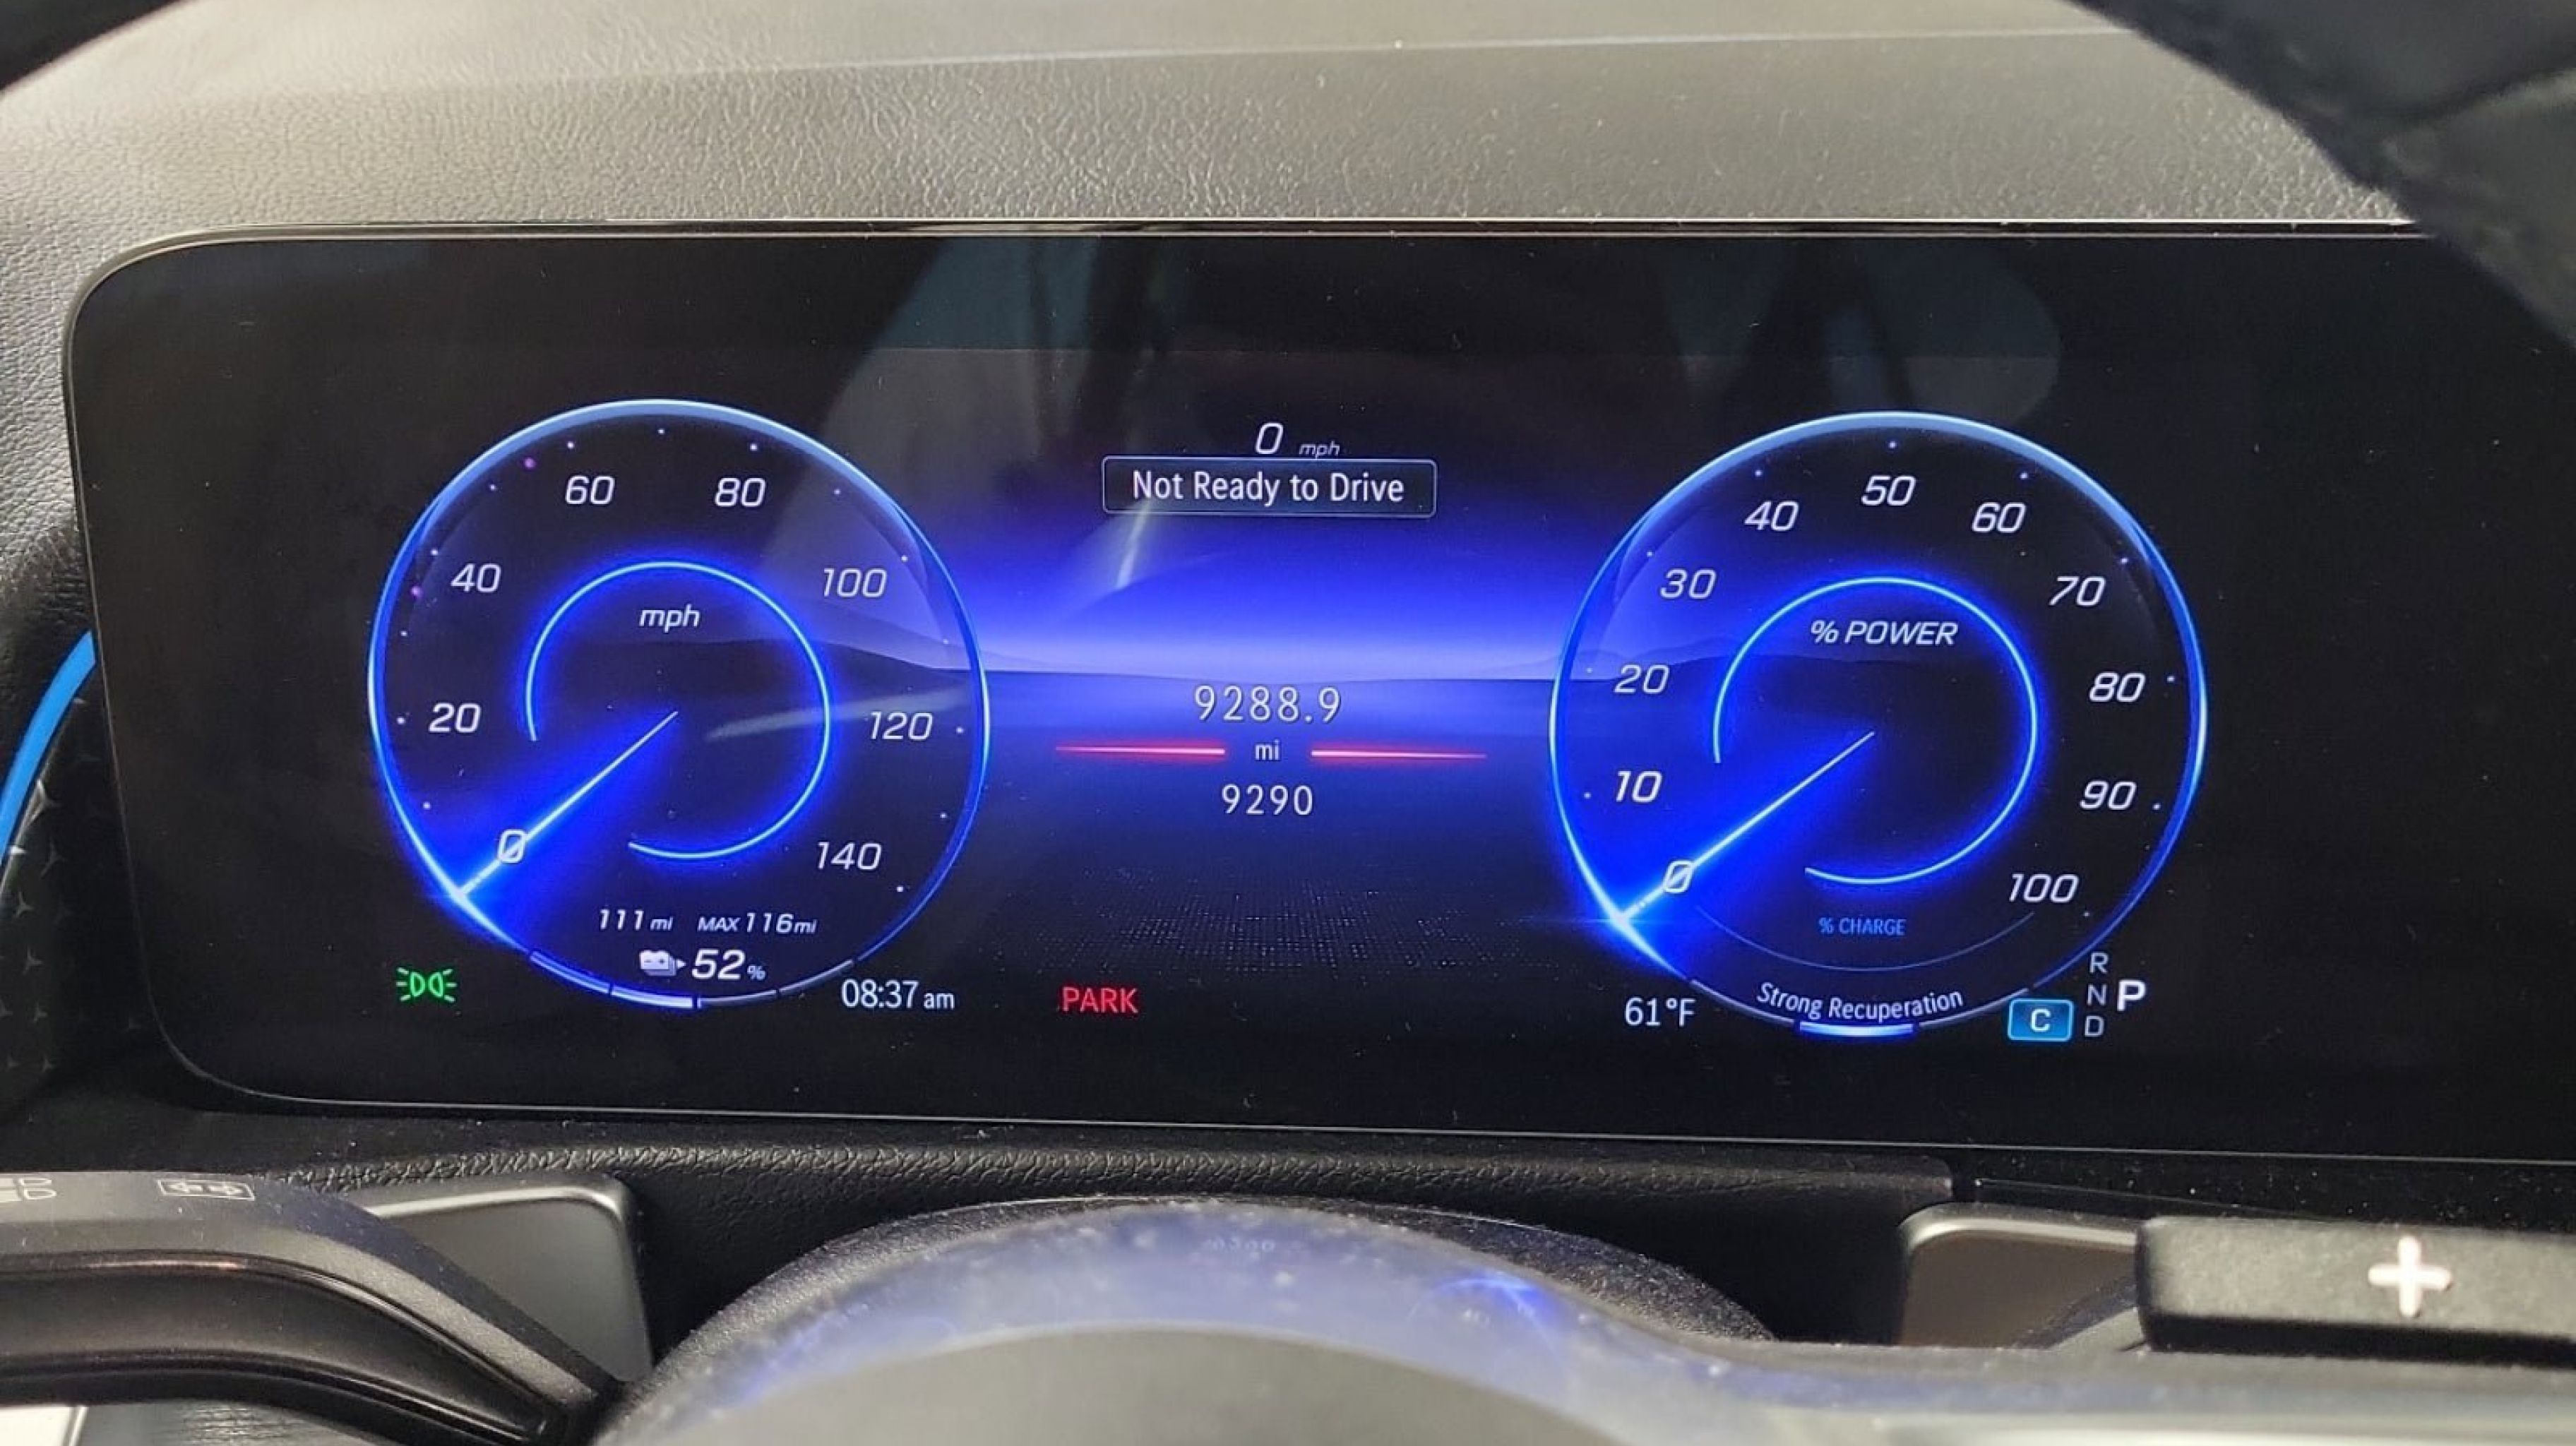 0 mph
Not Ready to Drive
60 80
40 100
mph
20 120
0 140
111 mi MAX 116 mi
52 %
08:37 am
9288.9
mi
9290
PARK
50
40 60
30 70
% POWER
20 80
10 90
0 100
% CHARGE
Strong Recuperation
61°F
C
R
N P
D